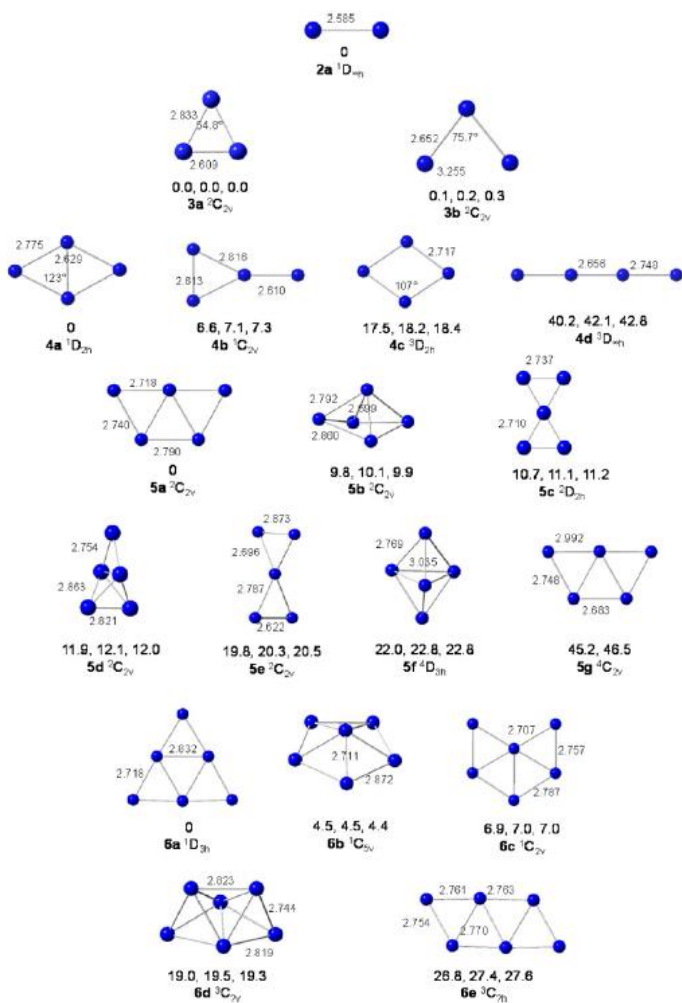 2.585
0
2a ¹D∞h
2.833
54.8°
2.609
0.0, 0.0, 0.0
3a ²C2v
2.652
75.7°
3.255
0.1, 0.2, 0.3
3b ²C2v
2.775
2.629
123°
0
4a ¹D2h
2.816
2.813
2.610
6.6, 7.1, 7.3
4b ¹C2v
2.717
107°
17.5, 18.2, 18.4
4c ³D2h
2.656
2.749
40.2, 42.1, 42.8
4d ³D∞h
2.718
2.740
2.790
0
5a ²C2v
2.792
2.699
2.860
9.8, 10.1, 9.9
5b ²C2v
2.737
2.710
10.7, 11.1, 11.2
5c ²D2h
2.754
2.863
2.821
11.9, 12.1, 12.0
5d ²C2v
2.873
2.696
2.787
2.622
19.8, 20.3, 20.5
5e ²C2v
2.769
3.035
22.0, 22.8, 22.8
5f ⁴D3h
2.992
2.748
2.683
45.2, 46.5
5g ⁴C2v
2.832
2.718
0
6a ¹D3h
2.711
2.872
4.5, 4.5, 4.4
6b ¹C5v
2.707
2.757
2.787
6.9, 7.0, 7.0
6c ¹C2v
2.823
2.744
2.819
19.0, 19.5, 19.3
6d ³C2v
2.761
2.763
2.754
2.770
26.8, 27.4, 27.6
6e ³C2h